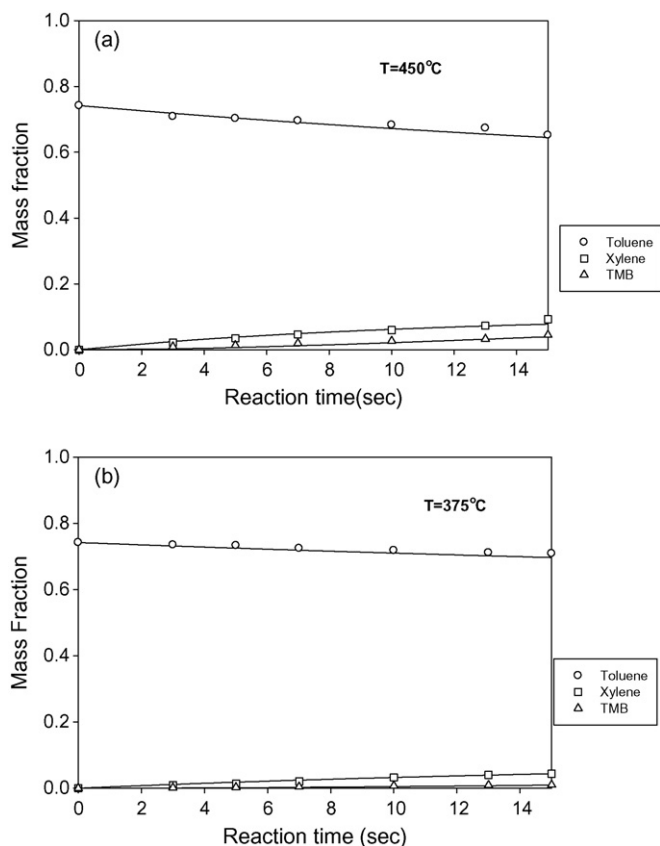 (a)
T=450°C
1.0
0.8
0.6
0.4
0.2
0.0
Mass fraction
0 2 4 6 8 10 12 14
Reaction time(sec)
Toluene
Xylene
TMB
(b)
T=375°C
1.0
0.8
0.6
0.4
0.2
0.0
Mass Fraction
0 2 4 6 8 10 12 14
Reaction time (sec)
Toluene
Xylene
TMB